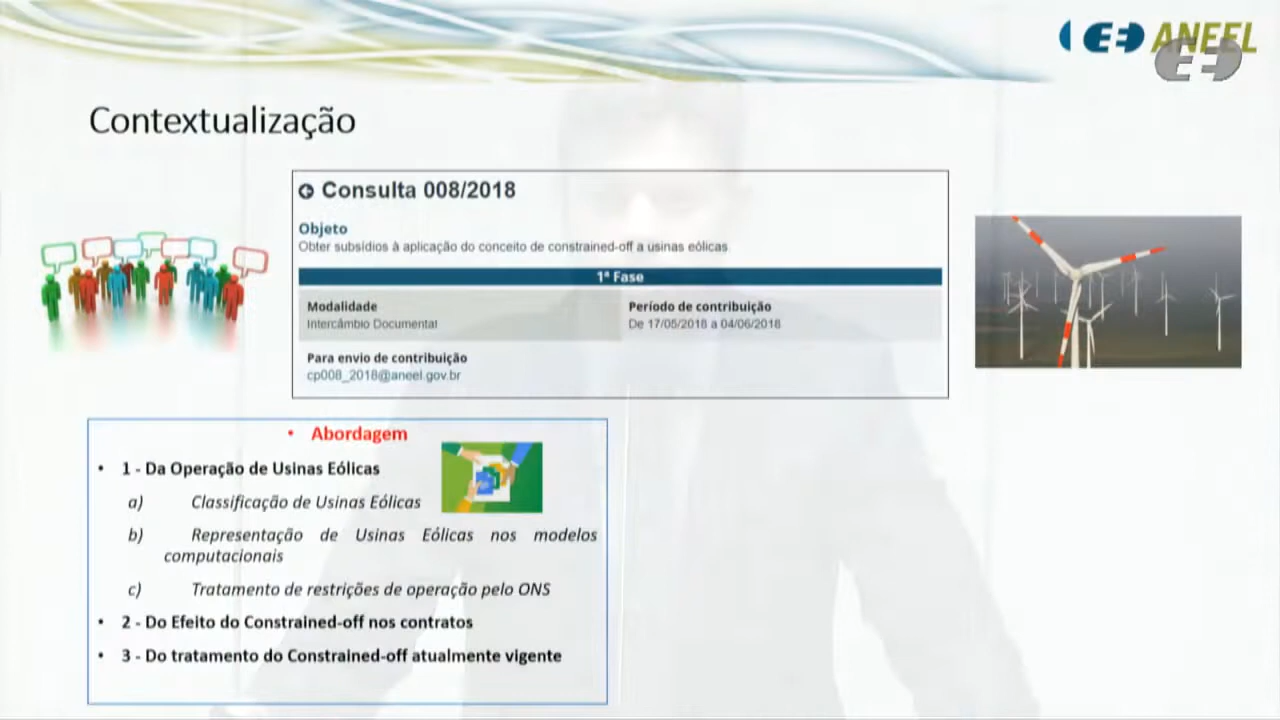 ANEEL
Contextualização
Consulta 008/2018
Objeto
Obter subsídios à aplicação do conceito de constrained-off a usinas eólicas.
1ª Fase
Modalidade
Período de contribuição
Intercâmbio Documental
De 17/05/2018 a 04/06/2018
Para envio de contribuição
cp008_2018@aneel.gov.br
• Abordagem
• 1 - Da Operação de Usinas Eólicas
a) Classificação de Usinas Eólicas
b) Representação de Usinas Eólicas nos modelos
computacionais
c) Tratamento de restrições de operação pelo ONS
• 2 - Do Efeito do Constrained-off nos contratos
• 3 - Do tratamento do Constrained-off atualmente vigente